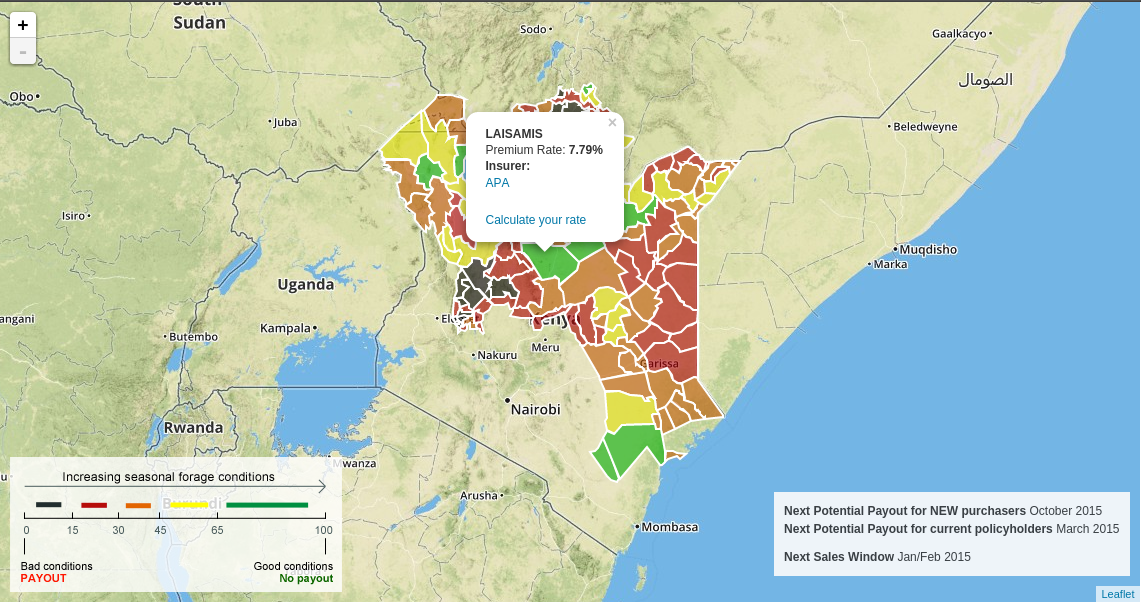 +
-
South
Sudan
Sodo
Gaalkacyo
الصومال
Obo
Juba
Beledweyne
×
LAISAMIS
Premium Rate: 7.79%
Insurer:
APA
Calculate your rate
Isiro
Muqdisho
Marka
Uganda
angani
Kampala
Kenya
Butembo
Meru
Nakuru
Garissa
Nairobi
Rwanda
Mwanza
Increasing seasonal forage conditions
Burundi
Arusha
Mombasa
0 15 30 45 65 100
Bad conditions
PAYOUT
Good conditions
No payout
Next Potential Payout for NEW purchasers October 2015
Next Potential Payout for current policyholders March 2015
Next Sales Window Jan/Feb 2015
Leaflet